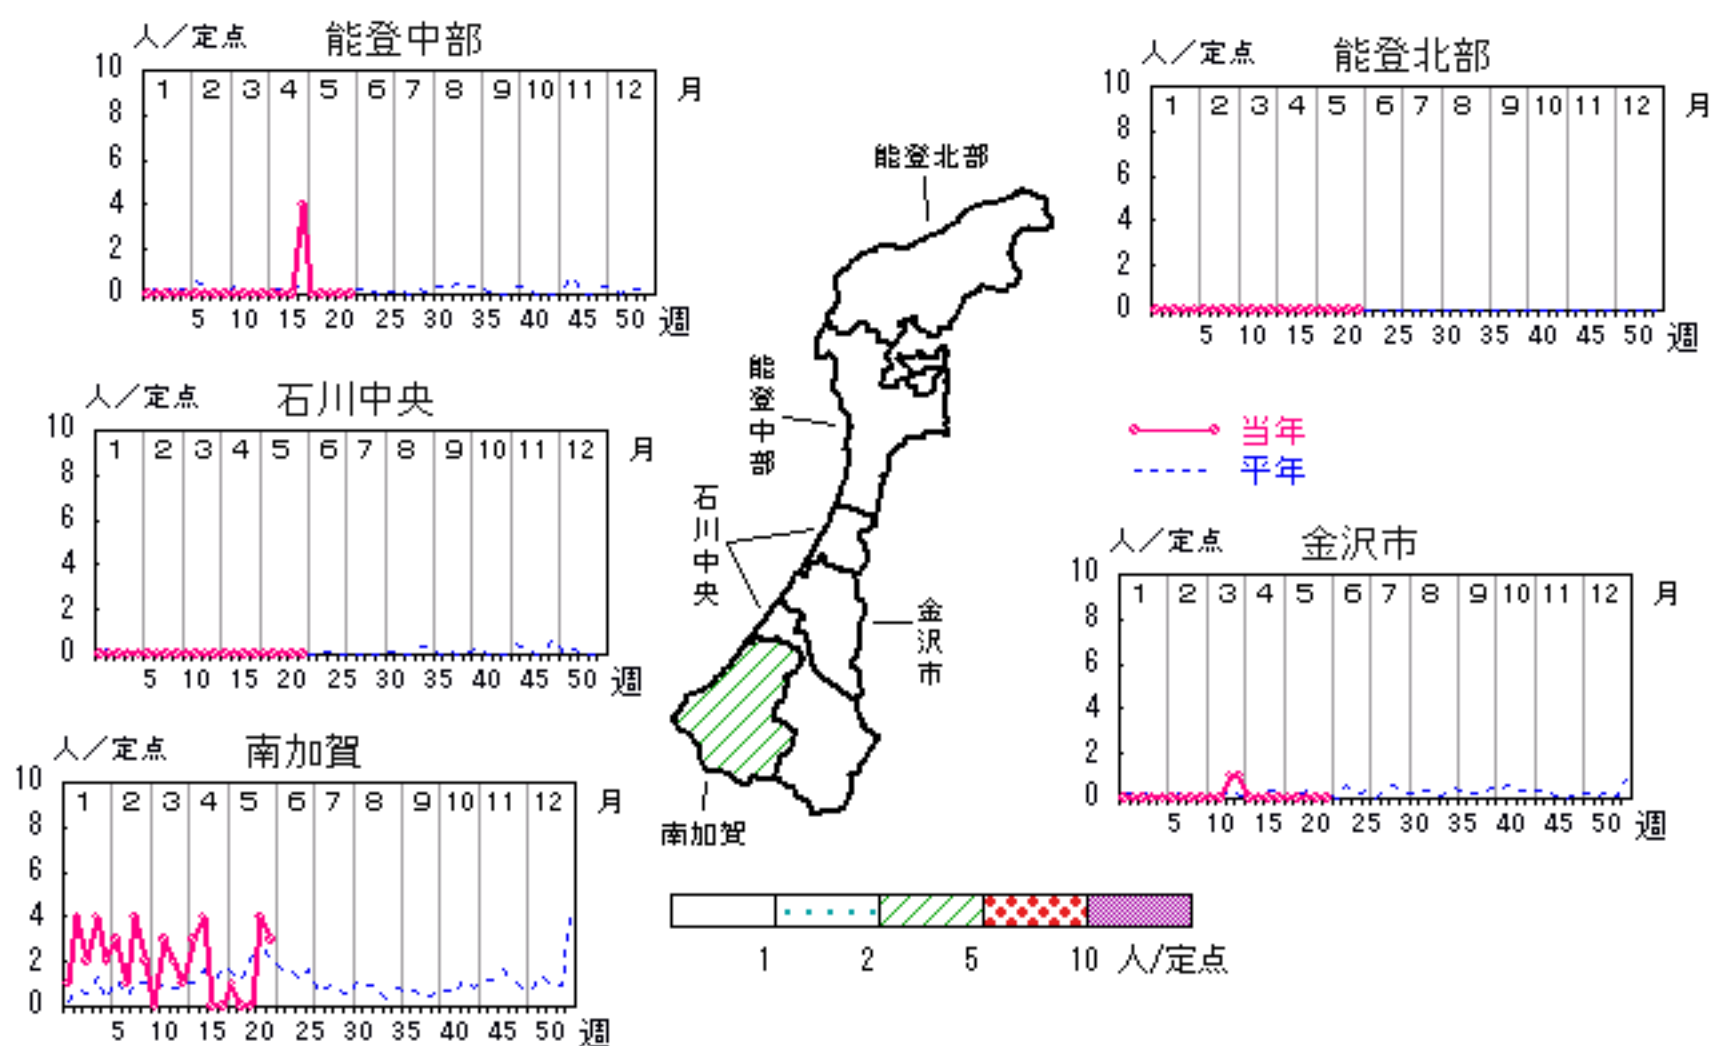 人／定点 能登中部
10 8 6 4 2 0
1 2 3 4 5 6 7 8 9 10 11 12 月
5 10 15 20 25 30 35 40 45 50 週
人／定点 能登北部
10 8 6 4 2 0
1 2 3 4 5 6 7 8 9 10 11 12 月
5 10 15 20 25 30 35 40 45 50 週
人／定点 石川中央
10 8 6 4 2 0
1 2 3 4 5 6 7 8 9 10 11 12 月
5 10 15 20 25 30 35 40 45 50 週
能登北部
能登中部
石川中央
金沢市
南加賀
当年
平年
人／定点 金沢市
10 8 6 4 2 0
1 2 3 4 5 6 7 8 9 10 11 12 月
5 10 15 20 25 30 35 40 45 50 週
人／定点 南加賀
10 8 6 4 2 0
1 2 3 4 5 6 7 8 9 10 11 12 月
5 10 15 20 25 30 35 40 45 50 週
1 2 5 10 人/定点